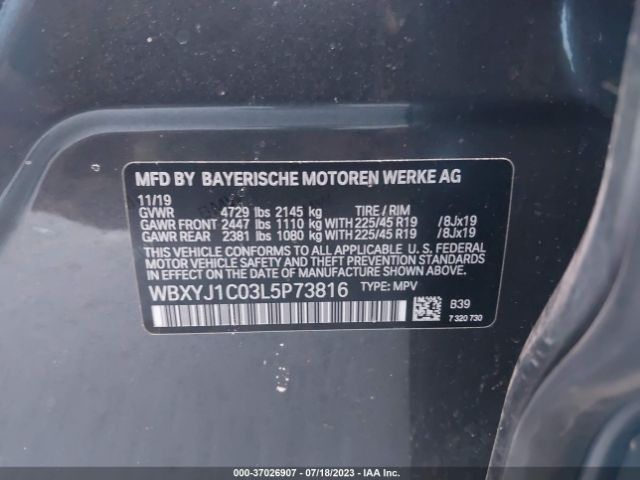 MFD BY BAYERISCHE MOTOREN WERKE AG
11/19
GVWR 4729 lbs 2145 kg TIRE / RIM
GAWR FRONT 2447 lbs 1110 kg WITH 225/45 R19 /8Jx19
GAWR REAR 2381 lbs 1080 kg WITH 225/45 R19 /8Jx19
THIS VEHICLE CONFORMS TO ALL APPLICABLE U. S. FEDERAL
MOTOR VEHICLE SAFETY, BUMPER, AND THEFT PREVENTION
STANDARDS IN EFFECT ON THE DATE OF MANUFACTURE SHOWN ABOVE.
WBXYJ1C03L5P73816 TYPE: MPV
B39
7 320 730
000-37026907 - 07/18/2023 - IAA Inc.